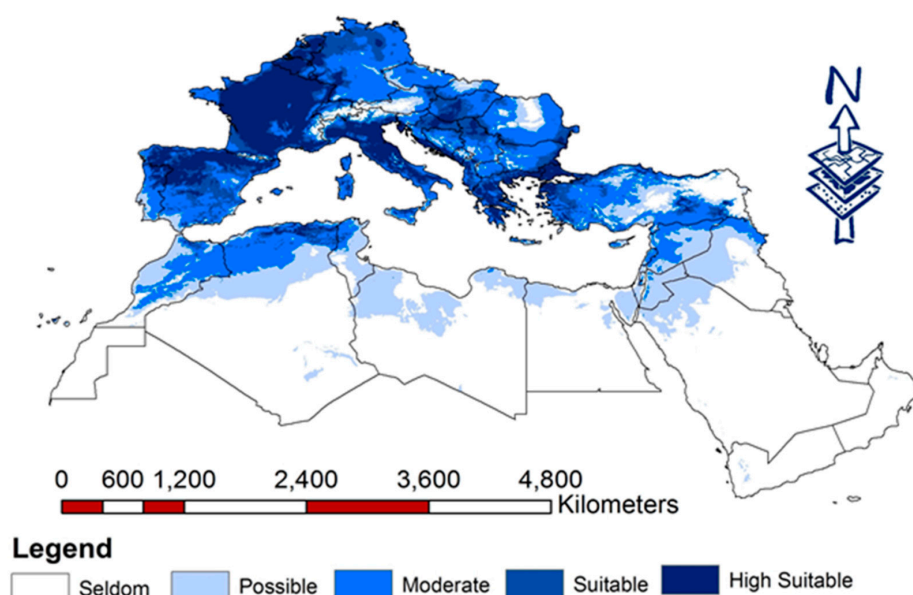 N
0 600 1,200 2,400 3,600 4,800
Kilometers
Legend
Seldom Possible Moderate Suitable High Suitable